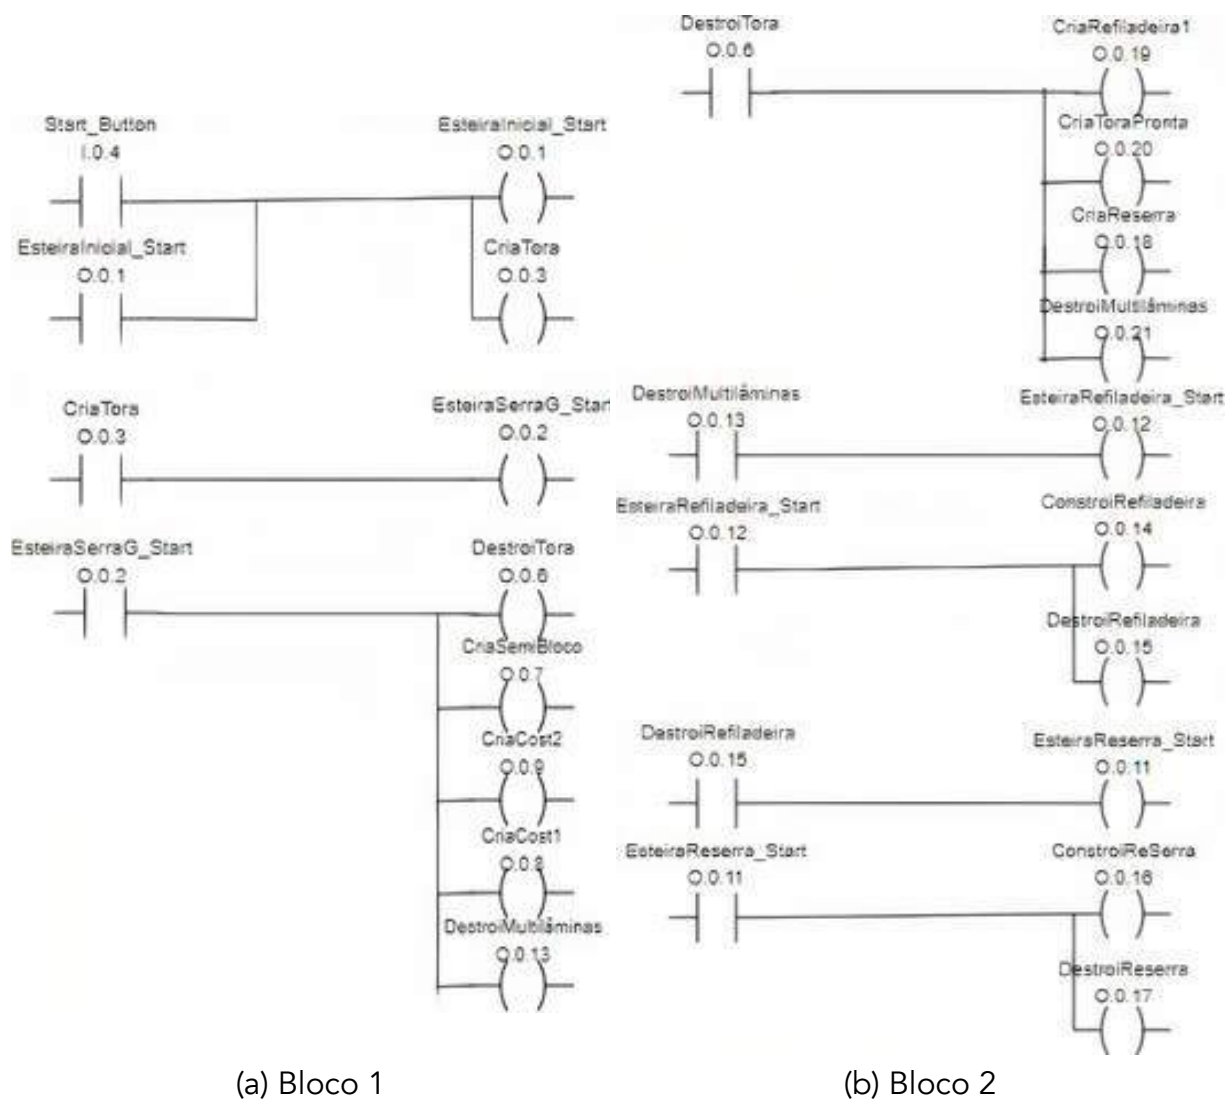 Start_Button
I.0.4
EsteiraInicial_Start
O.0.1
EsteiraInicial_Start
O.0.1
CriaTora
O.0.3
CriaTora
O.0.3
EsteiraSerraG_Start
O.0.2
EsteiraSerraG_Start
O.0.2
DestroiTora
O.0.6
CriaSemiBloco
O.0.7
CriaCost2
O.0.9
CriaCost1
O.0.8
DestroiMultilâminas
O.0.13
(a) Bloco 1
DestroiTora
O.0.6
CriaRefiladeira1
O.0.19
CriaToraPronta
O.0.20
CriaReserra
O.0.18
DestroiMultilâminas
O.0.21
DestroiMultilâminas
O.0.13
EsteiraRefiladeira_Start
O.0.12
EsteiraRefiladeira_Start
O.0.12
ConstroiRefiladeira
O.0.14
DestroiRefiladeira
O.0.15
DestroiRefiladeira
O.0.15
EsteiraReserra_Start
O.0.11
EsteiraReserra_Start
O.0.11
ConstroiReSerra
O.0.16
DestroiReserra
O.0.17
(b) Bloco 2